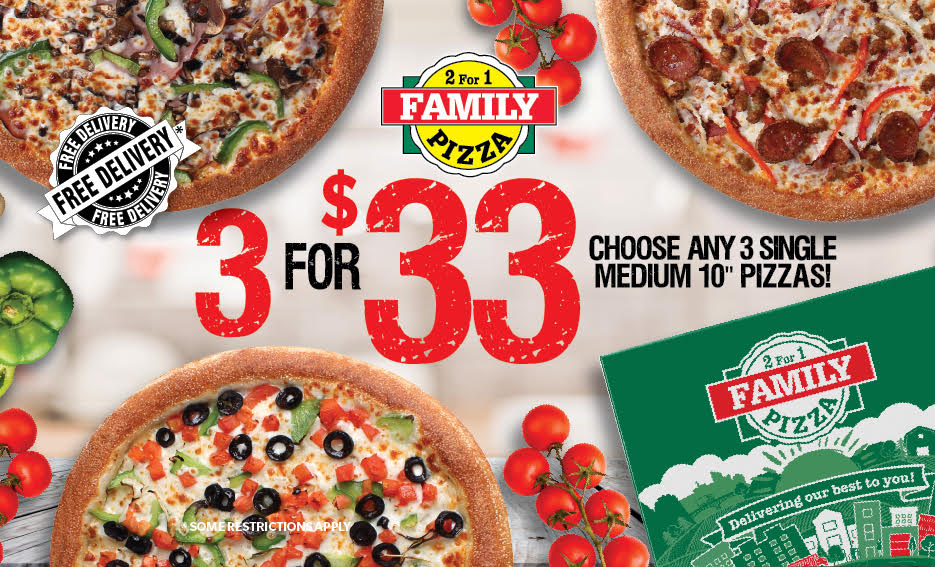 2 For 1
FAMILY
PIZZA
FREE DELIVERY
FREE DELIVERY*
FREE DELIVERY
3 FOR $33
CHOOSE ANY 3 SINGLE
MEDIUM 10" PIZZAS!
2 For 1
FAMILY
PIZZA
Delivering our best to you!
*SOME RESTRICTIONS APPLY